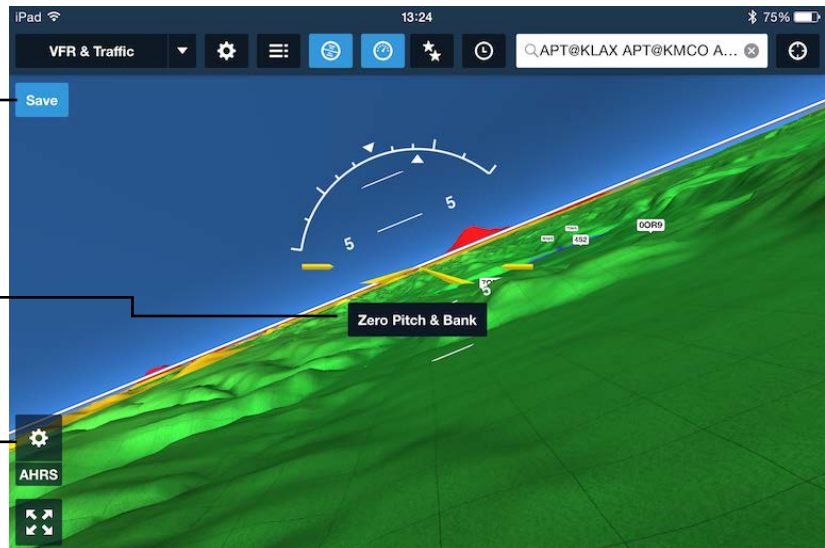 iPad 13:24 75%
VFR & Traffic APT@KLAX APT@KMCO A...
Save
5
5
0OR9
452
5
Zero Pitch & Bank
AHRS